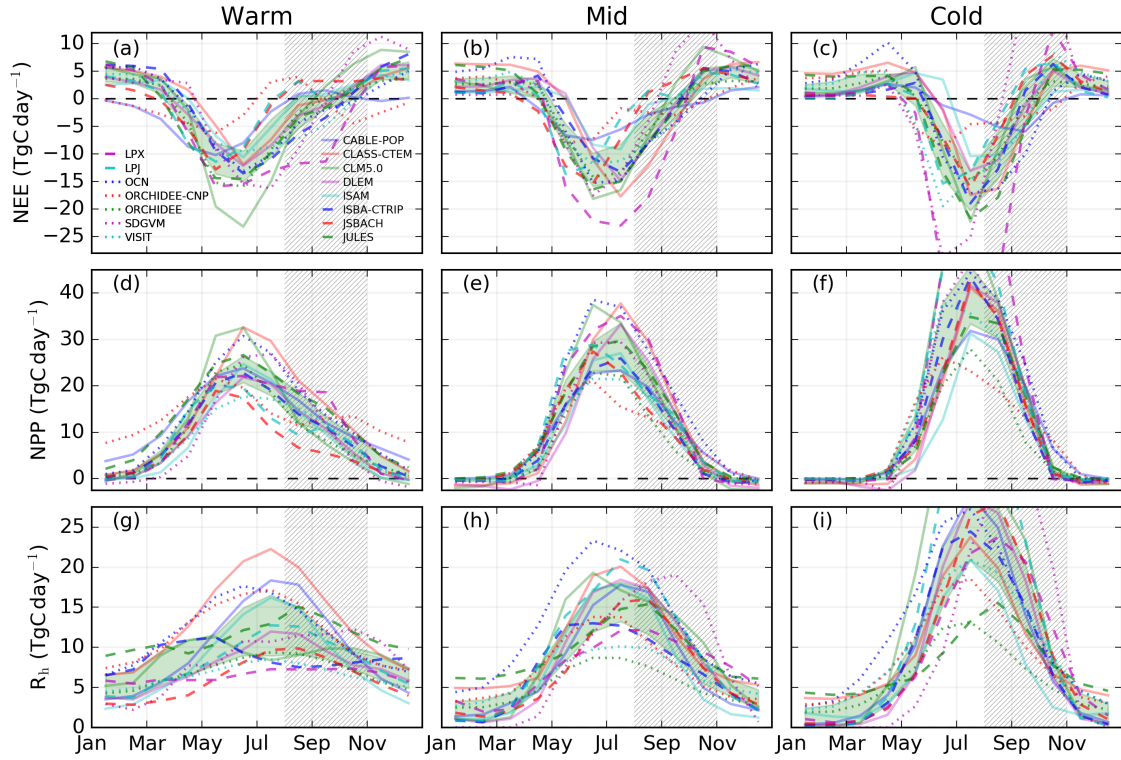 Warm Mid Cold
(a) (b) (c)
NEE (TgC day⁻¹)
10
5
0
−5
−10
−15
−20
−25
LPX
LPJ
OCN
ORCHIDEE-CNP
ORCHIDEE
SDGVM
VISIT
CABLE-POP
CLASS-CTEM
CLM5.0
DLEM
ISAM
ISBA-CTRIP
JSBACH
JULES
(d) (e) (f)
NPP (TgC day⁻¹)
40
30
20
10
0
(g) (h) (i)
Rₕ (TgC day⁻¹)
25
20
15
10
5
0
Jan Mar May Jul Sep Nov Jan Mar May Jul Sep Nov Jan Mar May Jul Sep Nov